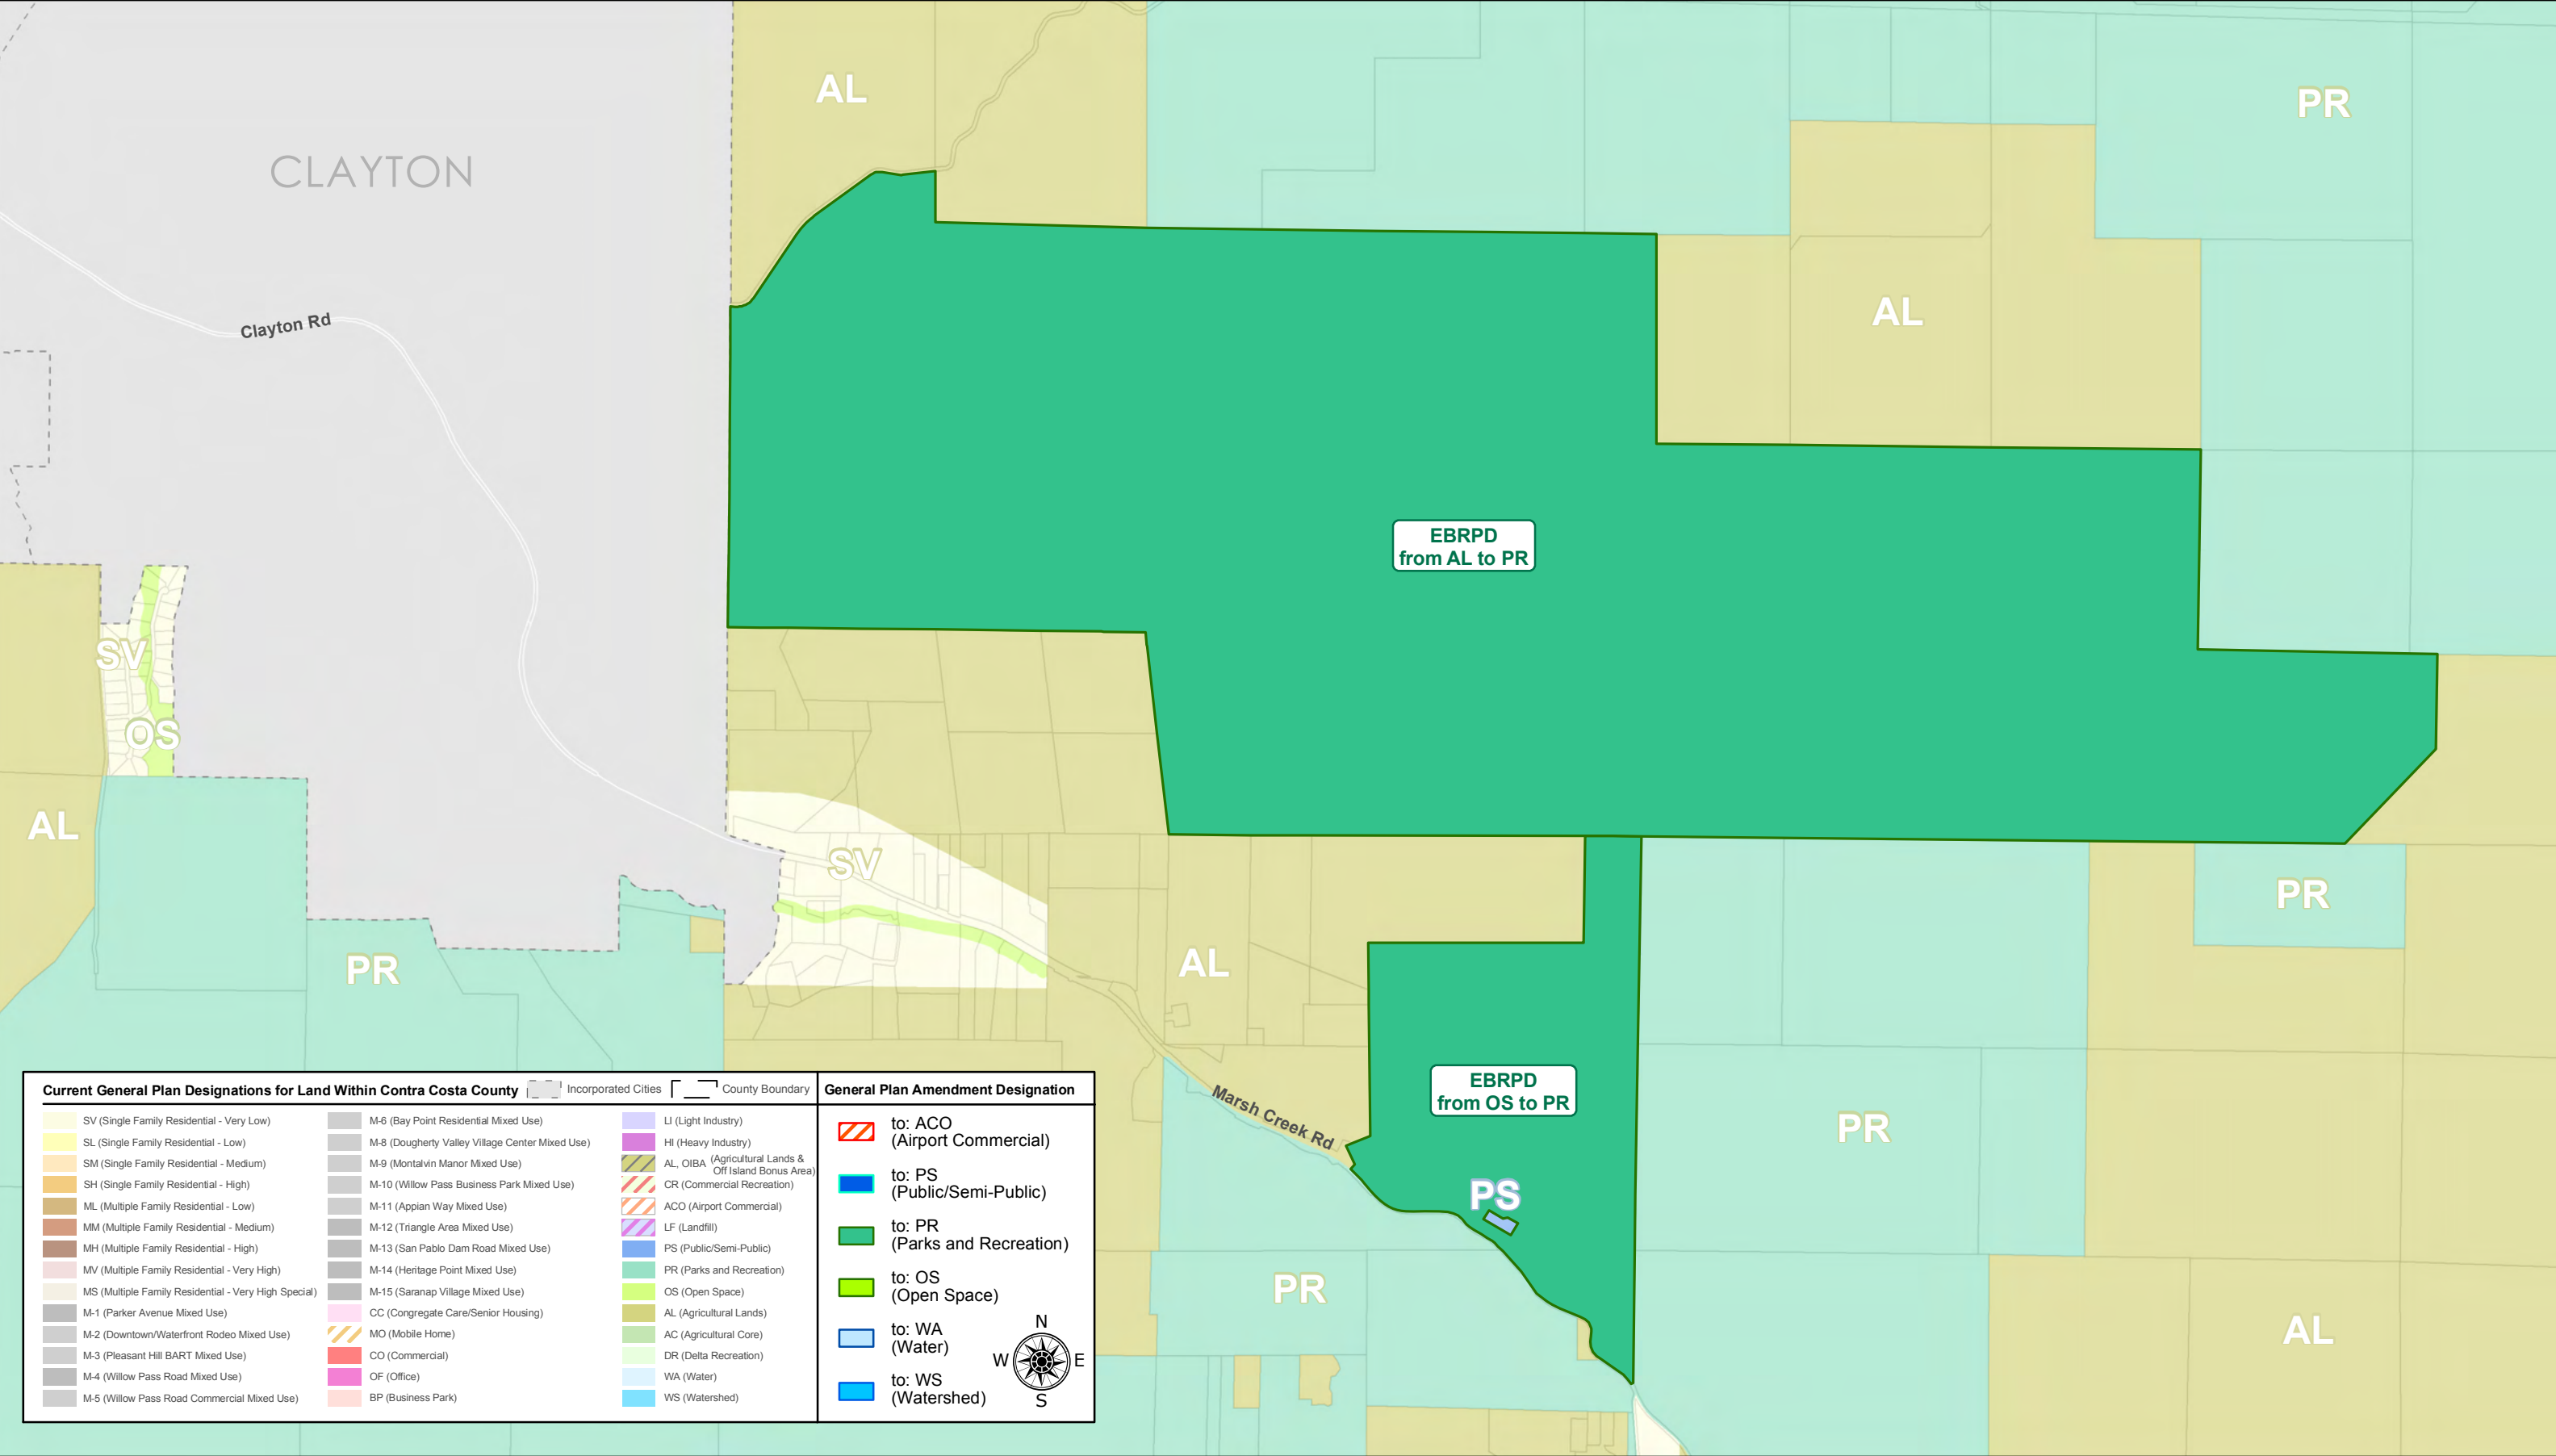 AL
PR
CLAYTON
AL
Clayton Rd
EBRPD
from AL to PR
SV
OS
AL
SV
PR
PR
AL
EBRPD
from OS to PR
Marsh Creek Rd
PR
PS
PR
AL
Current General Plan Designations for Land Within Contra Costa County
Incorporated Cities
County Boundary
SV (Single Family Residential - Very Low)
SL (Single Family Residential - Low)
SM (Single Family Residential - Medium)
SH (Single Family Residential - High)
ML (Multiple Family Residential - Low)
MM (Multiple Family Residential - Medium)
MH (Multiple Family Residential - High)
MV (Multiple Family Residential - Very High)
MS (Multiple Family Residential - Very High Special)
M-1 (Parker Avenue Mixed Use)
M-2 (Downtown/Waterfront Rodeo Mixed Use)
M-3 (Pleasant Hill BART Mixed Use)
M-4 (Willow Pass Road Mixed Use)
M-5 (Willow Pass Road Commercial Mixed Use)
M-6 (Bay Point Residential Mixed Use)
M-8 (Dougherty Valley Village Center Mixed Use)
M-9 (Montalvin Manor Mixed Use)
M-10 (Willow Pass Business Park Mixed Use)
M-11 (Appian Way Mixed Use)
M-12 (Triangle Area Mixed Use)
M-13 (San Pablo Dam Road Mixed Use)
M-14 (Heritage Point Mixed Use)
M-15 (Saranap Village Mixed Use)
CC (Congregate Care/Senior Housing)
MO (Mobile Home)
CO (Commercial)
OF (Office)
BP (Business Park)
LI (Light Industry)
HI (Heavy Industry)
AL, OIBA (Agricultural Lands &
Off Island Bonus Area)
CR (Commercial Recreation)
ACO (Airport Commercial)
LF (Landfill)
PS (Public/Semi-Public)
PR (Parks and Recreation)
OS (Open Space)
AL (Agricultural Lands)
AC (Agricultural Core)
DR (Delta Recreation)
WA (Water)
WS (Watershed)
General Plan Amendment Designation
to: ACO
(Airport Commercial)
to: PS
(Public/Semi-Public)
to: PR
(Parks and Recreation)
to: OS
(Open Space)
to: WA
(Water)
to: WS
(Watershed)
N
W
E
S